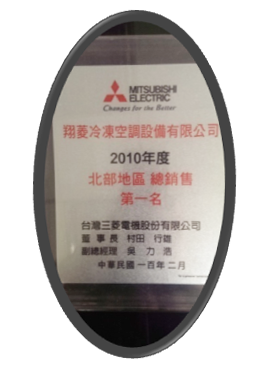 MITSUBISHI
ELECTRIC
Changes for the Better
翔菱冷凍空調設備有限公司
2010年度
北部地區 總銷售
第一名
台灣三菱電機股份有限公司
董 事 長 村田 行雄
副總經理 吳 力 浩
中華民國一百年二月